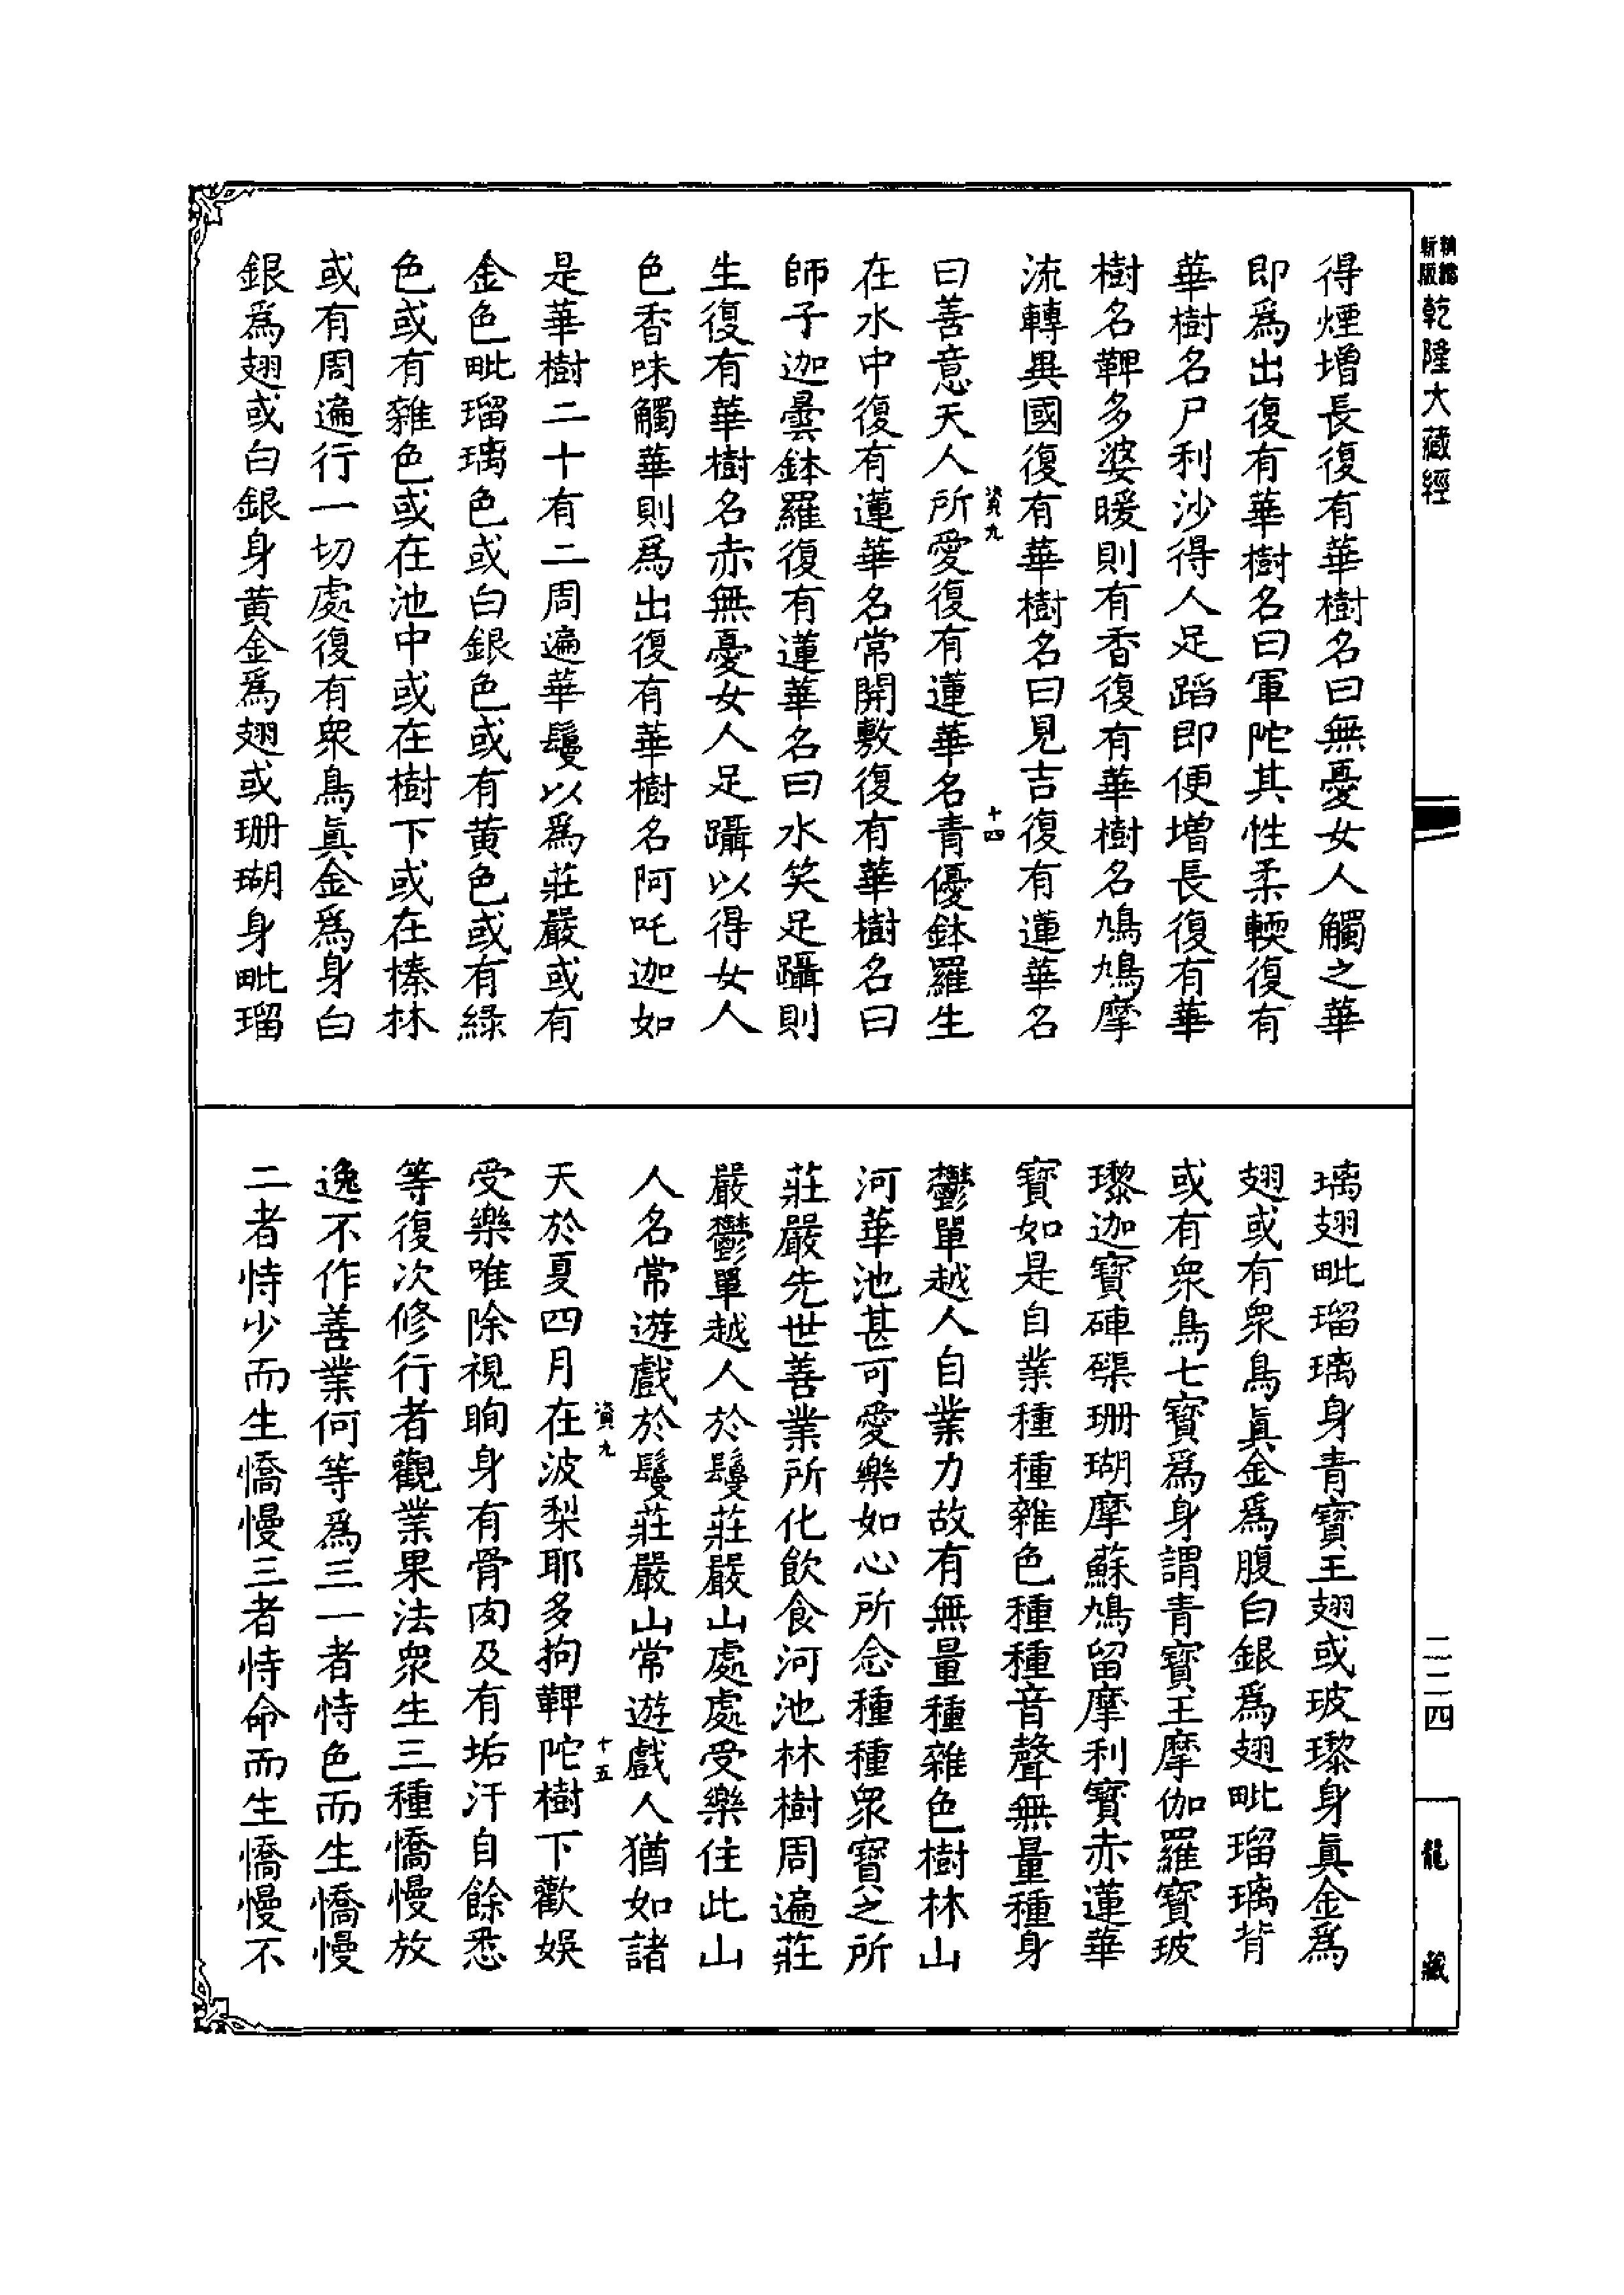 精縮
新版
乾隆大藏經
得煙增長復有華樹名曰無憂女人觸之華
即爲出復有華樹名曰軍陀其性柔輭復有
華樹名尸利沙得人足蹈即便增長復有華
樹名鞞多婆暖則有香復有華樹名鳩鳩摩
流轉異國復有華樹名曰見吉復有蓮華名
資九
十四
曰善意天人所愛復有蓮華名青優鉢羅生
在水中復有蓮華名常開敷復有華樹名曰
師子迦曇鉢羅復有蓮華名曰水笑足躡則
生復有華樹名赤無憂女人足躡以得女人
色香味觸華則爲出復有華樹名阿吒迦如
是華樹二十有二周遍華鬘以爲莊嚴或有
金色毗瑠璃色或白銀色或有黃色或有綠
色或有雜色或在池中或在樹下或在榛林
或有周遍行一切處復有衆鳥真金爲身白
銀爲翅或白銀身黃金爲翅或珊瑚身毗瑠
璃翅毗瑠璃身青寶王翅或玻瓈身真金爲
翅或有衆鳥真金爲腹白銀爲翅毗瑠璃背
或有衆鳥七寶爲身謂青寶王摩伽羅寶玻
瓈迦寶硨磲珊瑚摩蘇鳩留摩利寶赤蓮華
寶如是自業種種雜色種種音聲無量種身
鬱單越人自業力故有無量種雜色樹林山
河華池甚可愛樂如心所念種種衆寶之所
莊嚴先世善業所化飲食河池林樹周遍莊
嚴鬱單越人於鬘莊嚴山處處受樂住此山
人名常遊戲於鬘莊嚴山常遊戲人猶如諸
資九
十五
天於夏四月在波梨耶多拘鞞陀樹下歡娛
受樂唯除視眴身有骨肉及有垢汗自餘悉
等復次修行者觀業果法衆生三種憍慢放
逸不作善業何等爲三一者恃色而生憍慢
二者恃少而生憍慢三者恃命而生憍慢不
二二四
龍藏